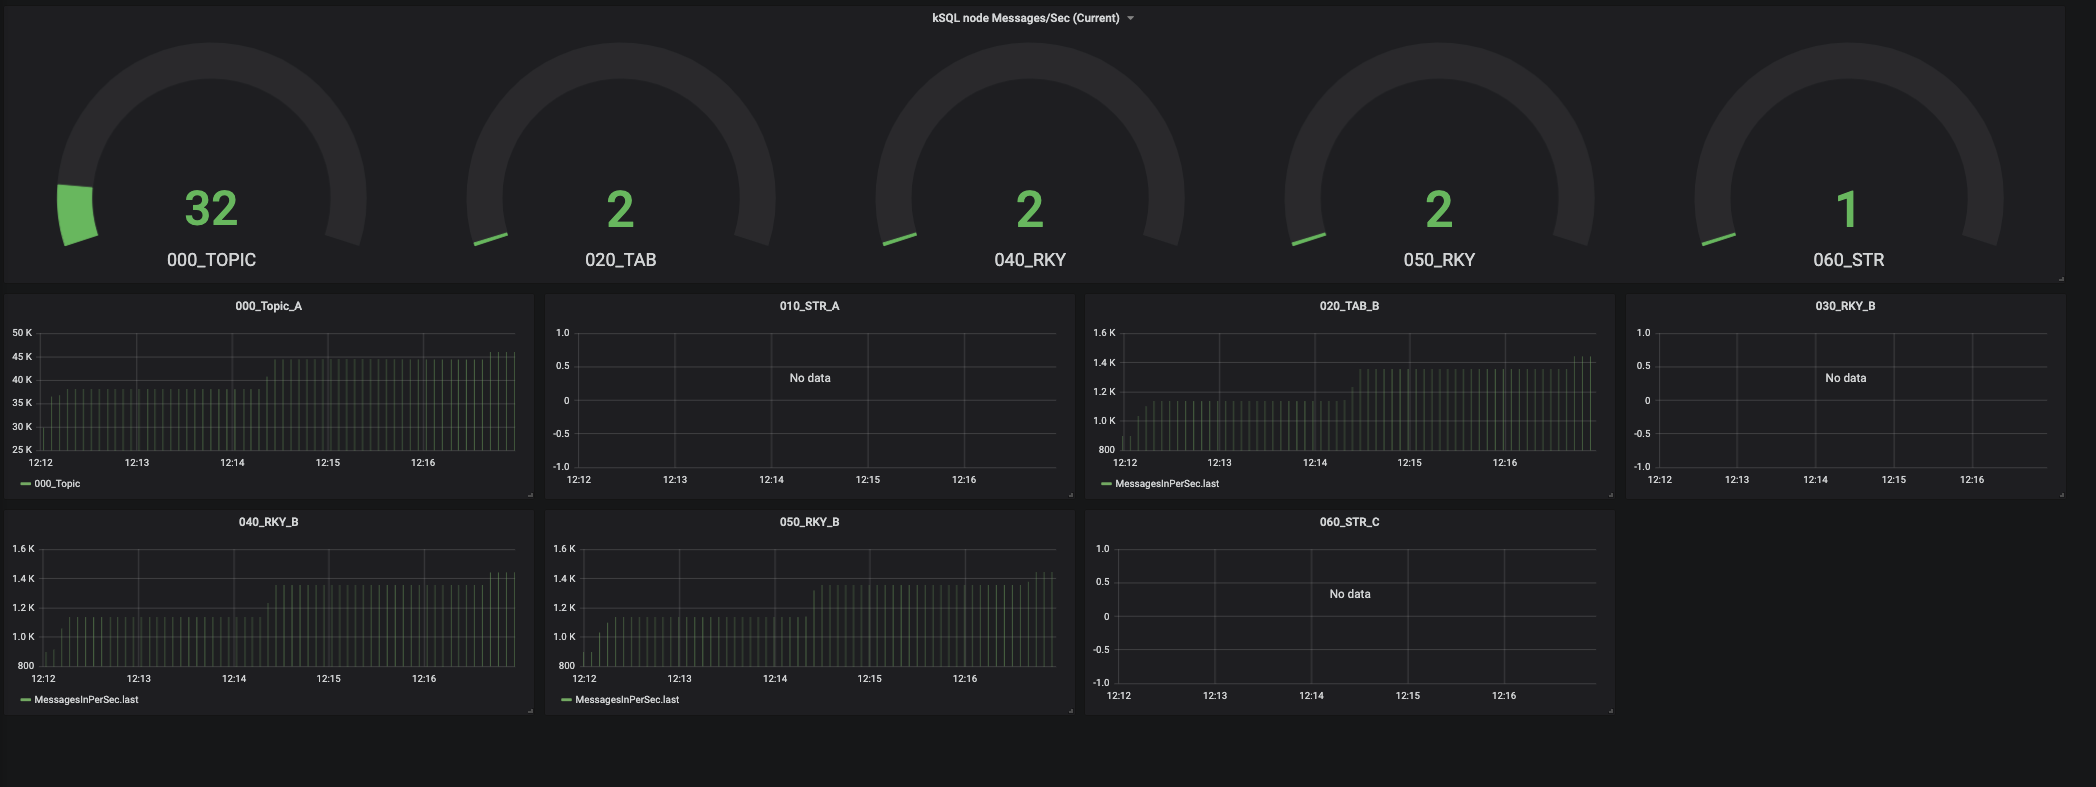 kSQL node Messages/Sec (Current)
32
000_TOPIC
2
020_TAB
2
040_RKY
2
050_RKY
1
060_STR
000_Topic_A
50 K
45 K
40 K
35 K
30 K
25 K
12:12 12:13 12:14 12:15 12:16
000_Topic
010_STR_A
1.0
0.5
0
-0.5
-1.0
No data
12:12 12:13 12:14 12:15 12:16
020_TAB_B
1.6 K
1.4 K
1.2 K
1.0 K
800
12:12 12:13 12:14 12:15 12:16
MessagesInPerSec.last
030_RKY_B
1.0
0.5
0
-0.5
-1.0
No data
12:12 12:13 12:14 12:15 12:16
040_RKY_B
1.6 K
1.4 K
1.2 K
1.0 K
800
12:12 12:13 12:14 12:15 12:16
MessagesInPerSec.last
050_RKY_B
1.6 K
1.4 K
1.2 K
1.0 K
800
12:12 12:13 12:14 12:15 12:16
MessagesInPerSec.last
060_STR_C
1.0
0.5
0
-0.5
-1.0
No data
12:12 12:13 12:14 12:15 12:16